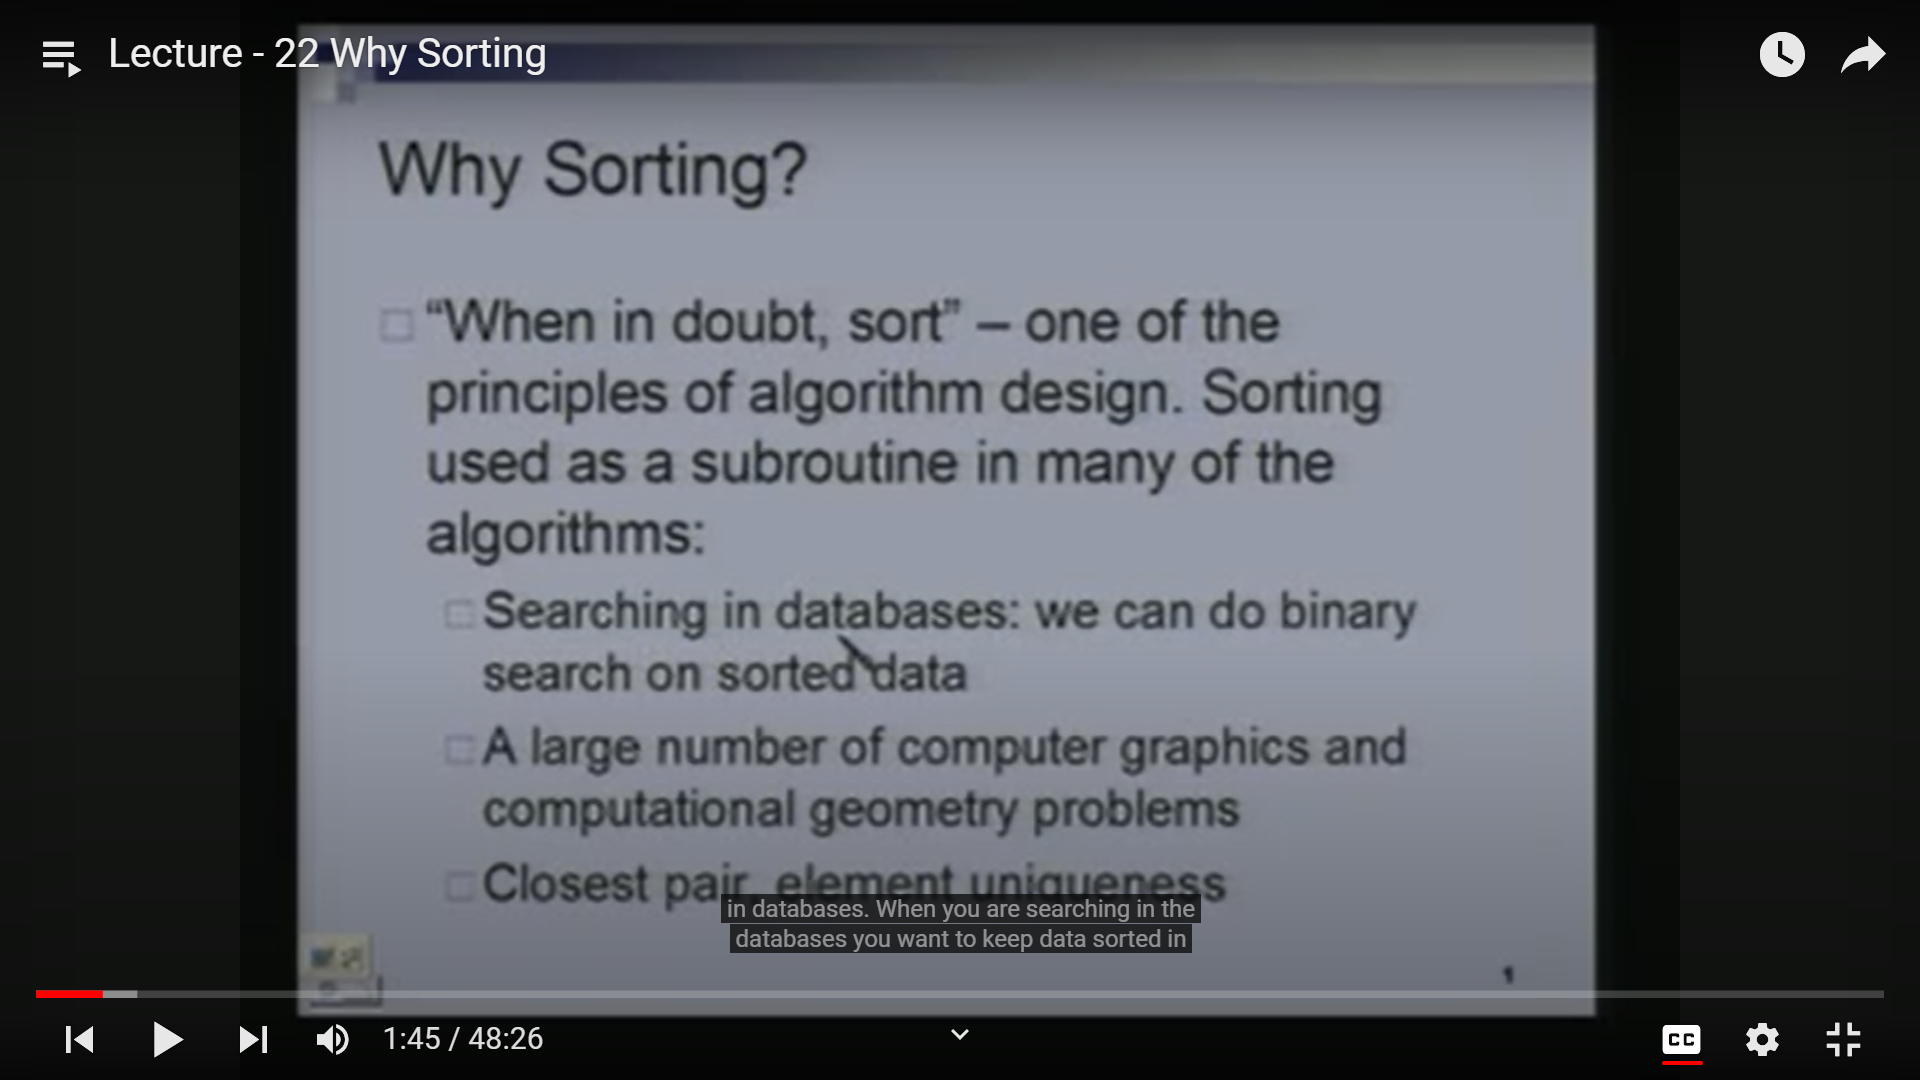 Lecture - 22 Why Sorting
Why Sorting?
“When in doubt, sort” – one of the
principles of algorithm design. Sorting
used as a subroutine in many of the
algorithms:
Searching in databases: we can do binary
search on sorted data
A large number of computer graphics and
computational geometry problems
Closest pair, element uniqueness
in databases. When you are searching in the
databases you want to keep data sorted in
1
1:45 / 48:26
CC